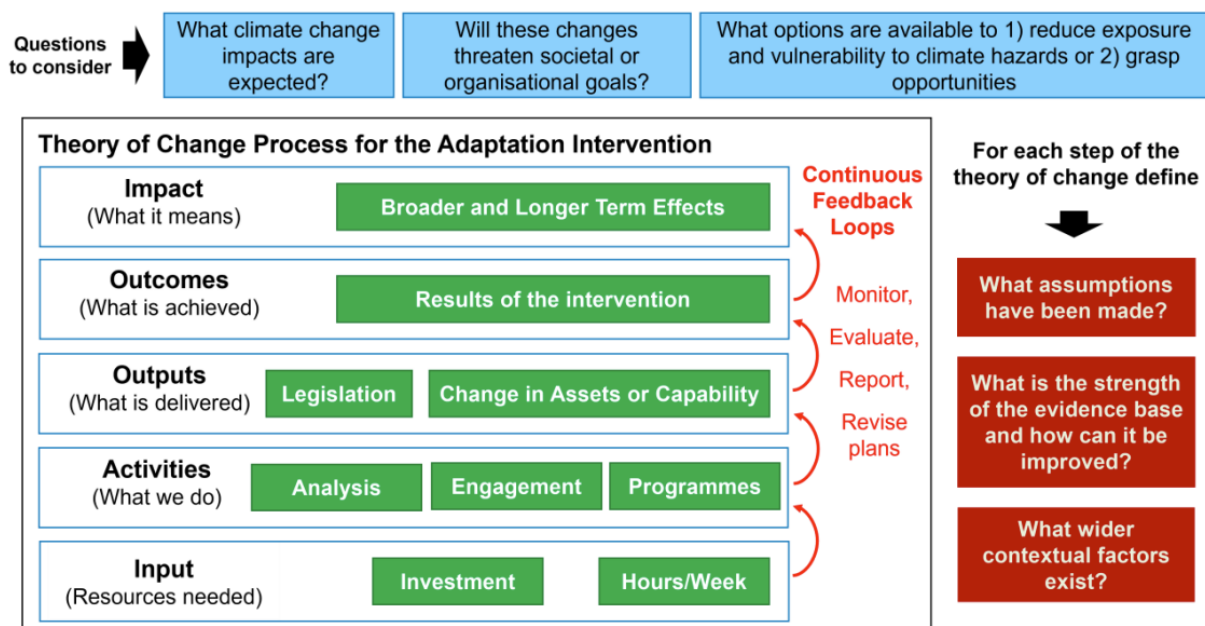 Questions
to consider
What climate change
impacts are
expected?
Will these changes
threaten societal or
organisational goals?
What options are available to 1) reduce exposure
and vulnerability to climate hazards or 2) grasp
opportunities
Theory of Change Process for the Adaptation Intervention
Impact
(What it means)
Broader and Longer Term Effects
Outcomes
(What is achieved)
Results of the intervention
Outputs
(What is delivered)
Legislation
Change in Assets or Capability
Activities
(What we do)
Analysis
Engagement
Programmes
Input
(Resources needed)
Investment
Hours/Week
Continuous
Feedback
Loops
Monitor,
Evaluate,
Report,
Revise
plans
For each step of the
theory of change define
What assumptions
have been made?
What is the strength
of the evidence base
and how can it be
improved?
What wider
contextual factors
exist?